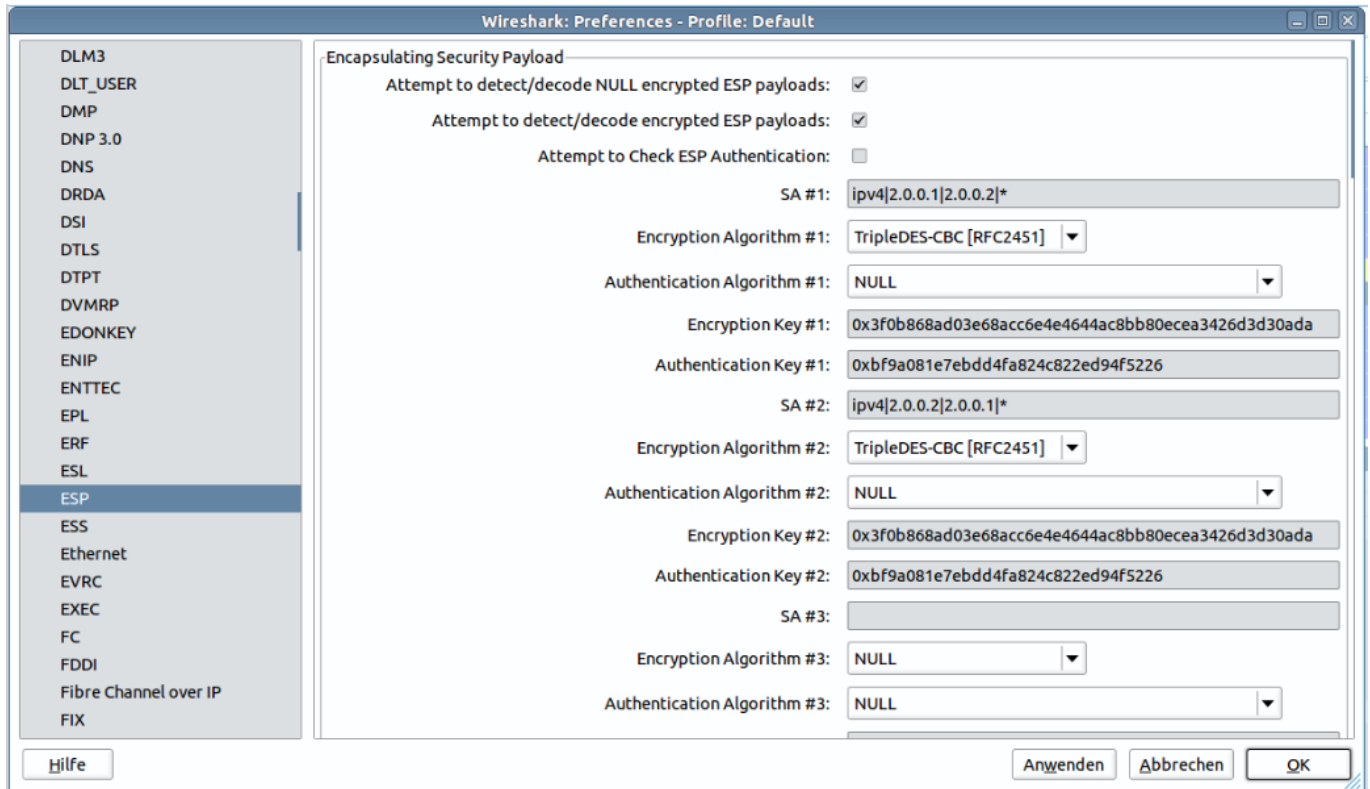 Wireshark: Preferences - Profile: Default
DLM3
DLT_USER
DMP
DNP 3.0
DNS
DRDA
DSI
DTLS
DTPT
DVMRP
EDONKEY
ENIP
ENTTEC
EPL
ERF
ESL
ESP
ESS
Ethernet
EVRC
EXEC
FC
FDDI
Fibre Channel over IP
FIX
Encapsulating Security Payload
Attempt to detect/decode NULL encrypted ESP payloads:
Attempt to detect/decode encrypted ESP payloads:
Attempt to Check ESP Authentication:
SA #1: ipv4|2.0.0.1|2.0.0.2|*
Encryption Algorithm #1: TripleDES-CBC [RFC2451]
Authentication Algorithm #1: NULL
Encryption Key #1: 0x3f0b868ad03e68acc6e4e4644ac8bb80ecea3426d3d30ada
Authentication Key #1: 0xbf9a081e7ebdd4fa824c822ed94f5226
SA #2: ipv4|2.0.0.2|2.0.0.1|*
Encryption Algorithm #2: TripleDES-CBC [RFC2451]
Authentication Algorithm #2: NULL
Encryption Key #2: 0x3f0b868ad03e68acc6e4e4644ac8bb80ecea3426d3d30ada
Authentication Key #2: 0xbf9a081e7ebdd4fa824c822ed94f5226
SA #3:
Encryption Algorithm #3: NULL
Authentication Algorithm #3: NULL
Hilfe
Anwenden
Abbrechen
OK